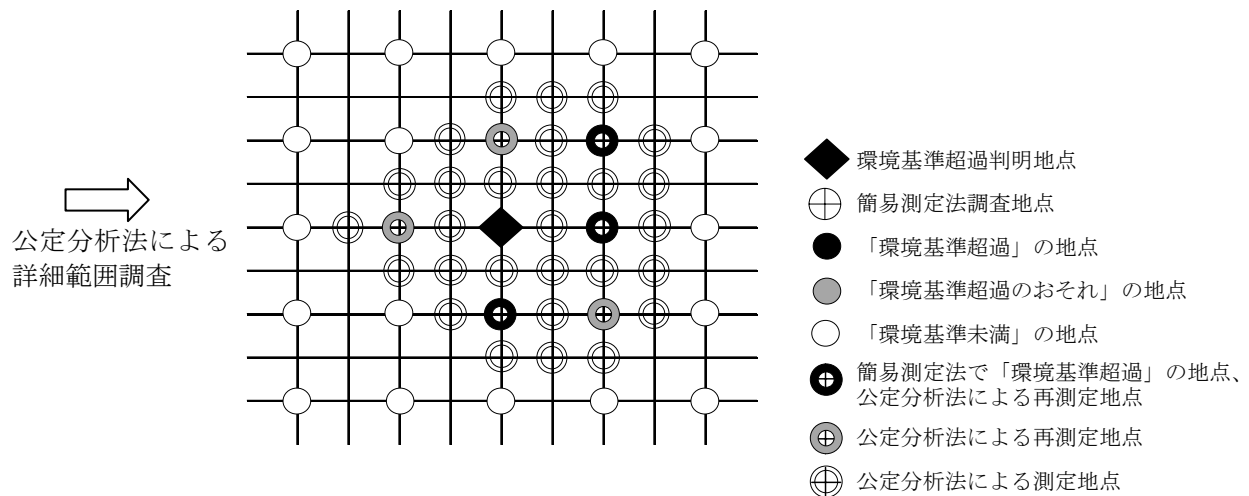 公定分析法による
詳細範囲調査
環境基準超過判明地点
簡易測定法調査地点
「環境基準超過」の地点
「環境基準超過のおそれ」の地点
「環境基準未満」の地点
簡易測定法で「環境基準超過」の地点、
公定分析法による再測定地点
公定分析法による再測定地点
公定分析法による測定地点